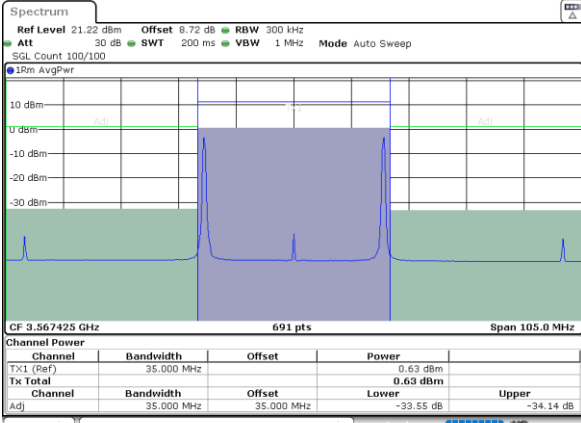 Spectrum
Ref Level 21.22 dBm Offset 8.72 dB RBW 300 kHz
Att 30 dB SWT 200 ms VBW 1 MHz Mode Auto Sweep
SGL Count 100/100
1Rm AvgPwr
10 dBm
Adj Adj
0 dBm
-10 dBm
-20 dBm
-30 dBm
CF 3.567425 GHz 691 pts Span 105.0 MHz
Channel Power
Channel Bandwidth Offset Power
TX1 (Ref) 35.000 MHz 0.63 dBm
Tx Total 0.63 dBm
Channel Bandwidth Offset Lower Upper
Adj 35.000 MHz 35.000 MHz -33.55 dB -34.14 dB